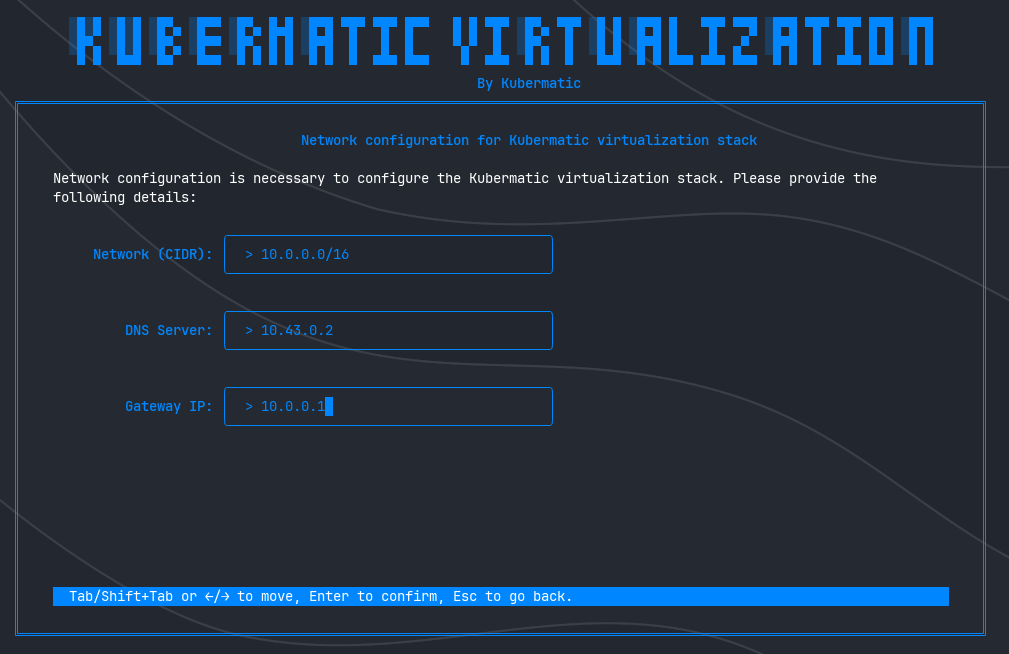 KUBERMATIC VIRTUALIZATION
By Kubermatic
Network configuration for Kubermatic virtualization stack
Network configuration is necessary to configure the Kubermatic virtualization stack. Please provide the
following details:
Network (CIDR): > 10.0.0.0/16
DNS Server: > 10.43.0.2
Gateway IP: > 10.0.0.1
Tab/Shift+Tab or ←/→ to move, Enter to confirm, Esc to go back.